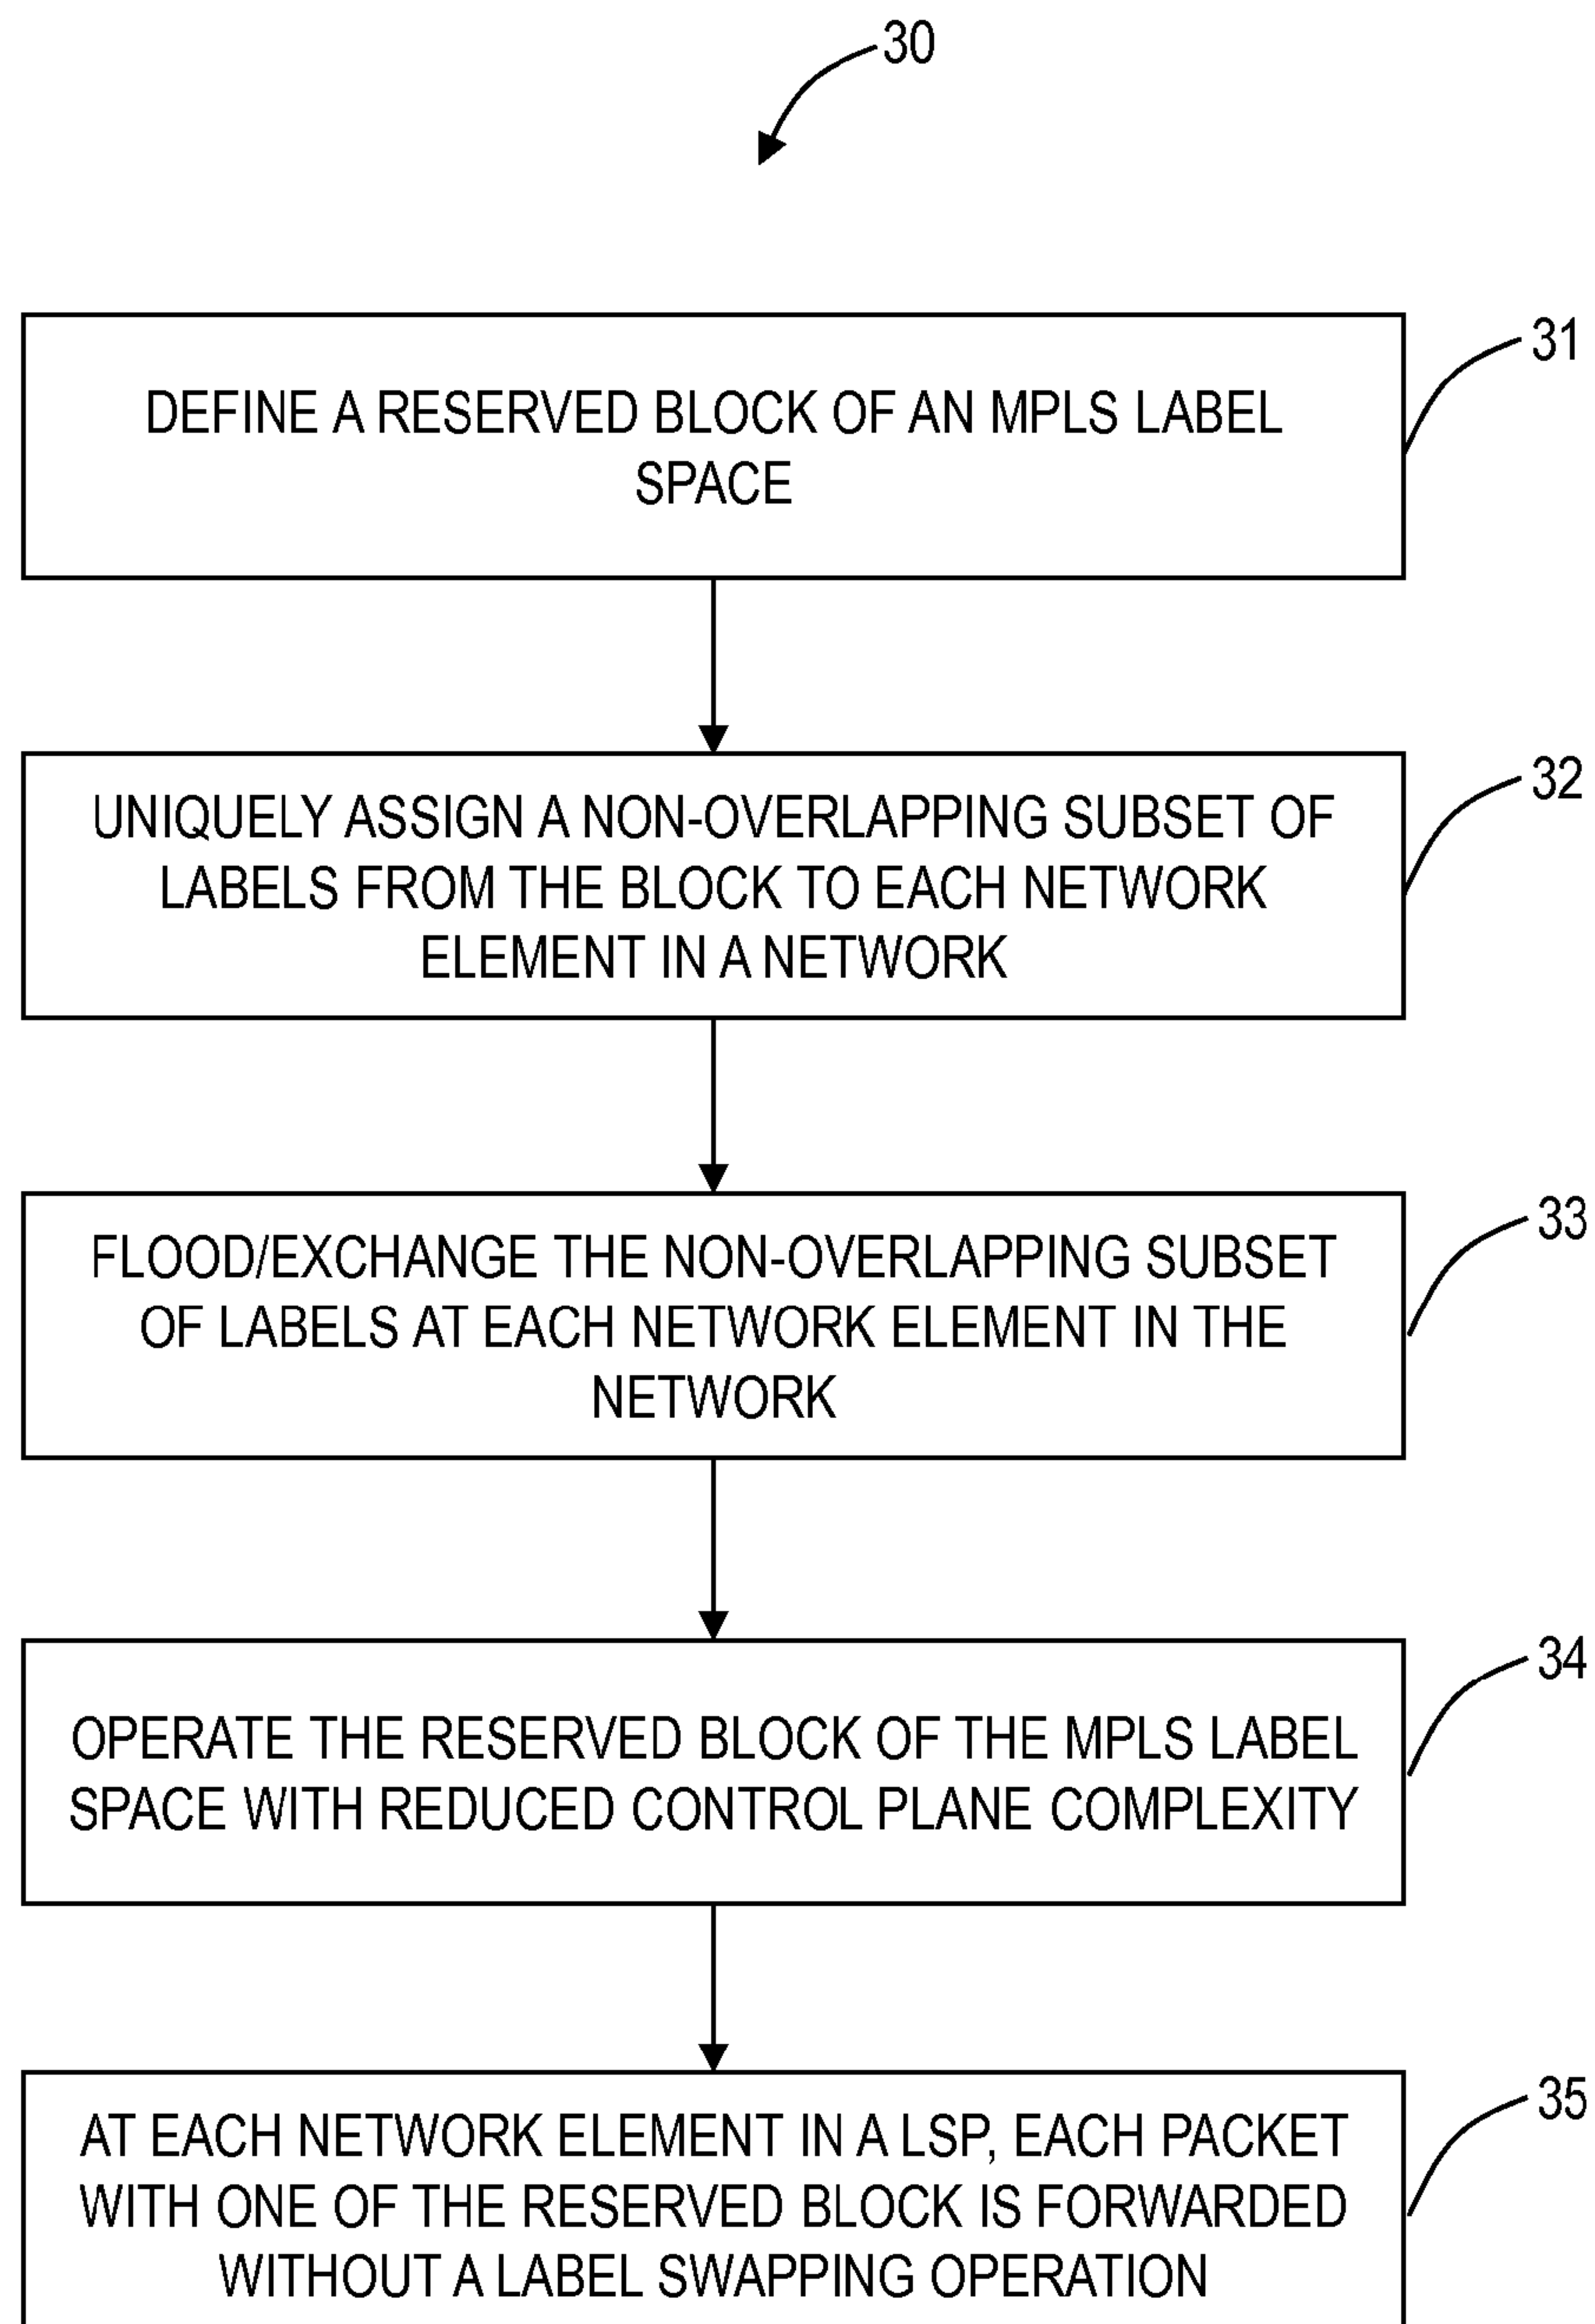 30
31
DEFINE A RESERVED BLOCK OF AN MPLS LABEL
SPACE
32
UNIQUELY ASSIGN A NON-OVERLAPPING SUBSET OF
LABELS FROM THE BLOCK TO EACH NETWORK
ELEMENT IN A NETWORK
33
FLOOD/EXCHANGE THE NON-OVERLAPPING SUBSET
OF LABELS AT EACH NETWORK ELEMENT IN THE
NETWORK
34
OPERATE THE RESERVED BLOCK OF THE MPLS LABEL
SPACE WITH REDUCED CONTROL PLANE COMPLEXITY
35
AT EACH NETWORK ELEMENT IN A LSP, EACH PACKET
WITH ONE OF THE RESERVED BLOCK IS FORWARDED
WITHOUT A LABEL SWAPPING OPERATION